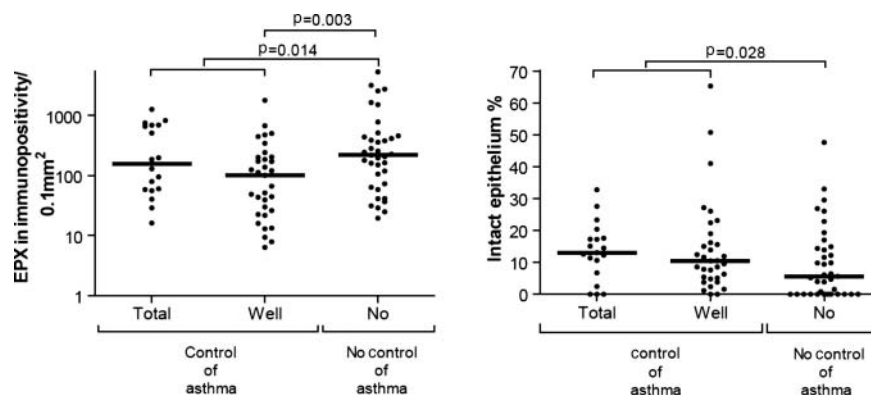 p=0.003
p=0.014
EPX in immunopositivity/
0.1mm²
1000
100
10
1
Total Well No
Control
of
asthma
No control
of
asthma
p=0.028
Intact epithelium %
70
60
50
40
30
20
10
0
Total Well No
control
of
asthma
No control
of
asthma